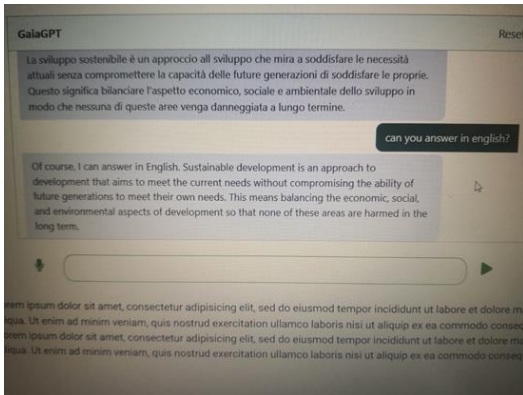 GaiaGPT Reset
La sviluppo sostenibile è un approccio all sviluppo che mira a soddisfare le necessità
attuali senza compromettere la capacità delle future generazioni di soddisfare le proprie.
Questo significa bilanciare l'aspetto economico, sociale e ambientale dello sviluppo in
modo che nessuna di queste aree venga danneggiata a lungo termine.
can you answer in english?
Of course, I can answer in English. Sustainable development is an approach to
development that aims to meet the current needs without compromising the ability of
future generations to meet their own needs. This means balancing the economic, social,
and environmental aspects of development so that none of these areas are harmed in the
long term.
rem ipsum dolor sit amet, consectetur adipisicing elit, sed do eiusmod tempor incididunt ut labore et dolore m
iqua. Ut enim ad minim veniam, quis nostrud exercitation ullamco laboris nisi ut aliquip ex ea commodo conseq
orem ipsum dolor sit amet, consectetur adipisicing elit, sed do eiusmod tempor incididunt ut labore et dolore ma
liqua. Ut enim ad minim veniam, quis nostrud exercitation ullamco laboris nisi ut aliquip ex ea commodo conseq